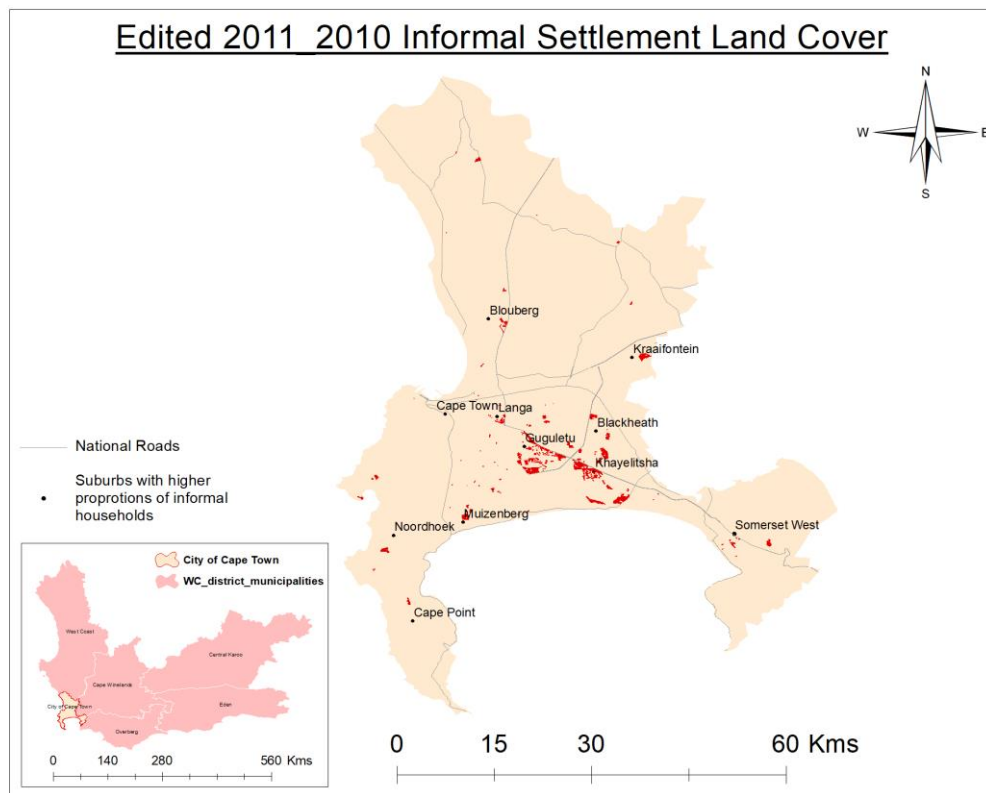 Edited 2011_2010 Informal Settlement Land Cover
N
W
E
S
Blouberg
Kraaifontein
Cape Town
Langa
Blackheath
Guguletu
Khayelitsha
Muizenberg
Noordhoek
Somerset West
Cape Point
National Roads
Suburbs with higher
proprotions of informal
households
City of Cape Town
WC_district_municipalities
West Coast
Central Karoo
Cape Winelands
City of Cape Town
Eden
Overberg
0 140 280 560 Kms
0 15 30 60 Kms